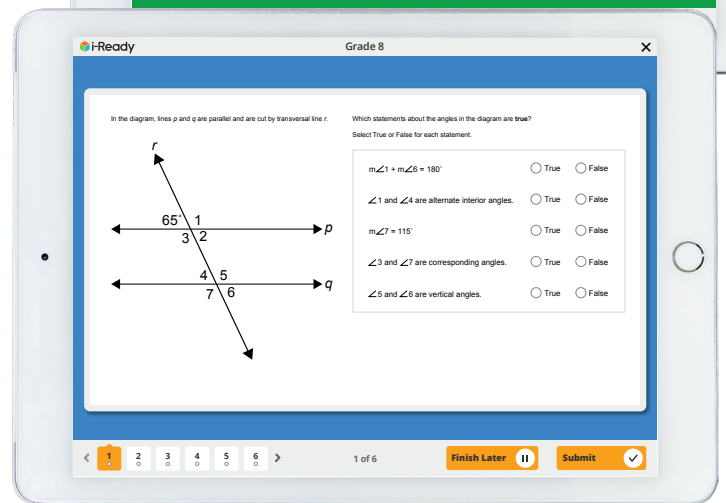 i-Ready
Grade 8
In the diagram, lines p and q are parallel and are cut by transversal line r.
r
65°
1
3
2
p
4
5
7
6
q
Which statements about the angles in the diagram are true?
Select True or False for each statement.
m∠1 + m∠6 = 180°
True
False
∠1 and ∠4 are alternate interior angles.
True
False
m∠7 = 115°
True
False
∠3 and ∠7 are corresponding angles.
True
False
∠5 and ∠6 are vertical angles.
True
False
1
2
3
4
5
6
1 of 6
Finish Later
Submit